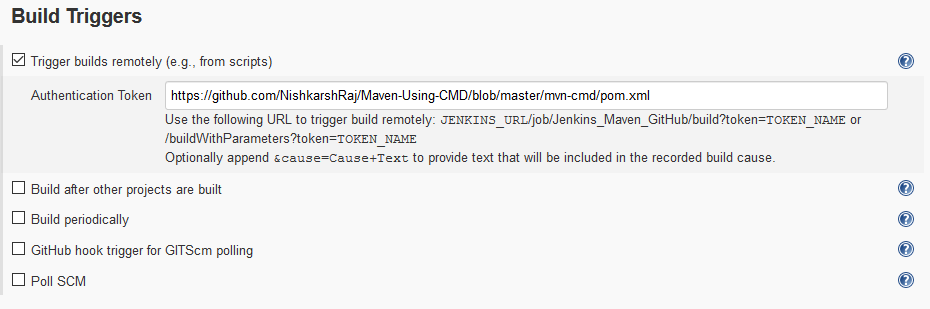 Build Triggers
Trigger builds remotely (e.g., from scripts)
Authentication Token https://github.com/NishkarshRaj/Maven-Using-CMD/blob/master/mvn-cmd/pom.xml
Use the following URL to trigger build remotely: JENKINS_URL/job/Jenkins_Maven_GitHub/build?token=TOKEN_NAME or
/buildWithParameters?token=TOKEN_NAME
Optionally append &cause=Cause+Text to provide text that will be included in the recorded build cause.
Build after other projects are built
Build periodically
GitHub hook trigger for GITScm polling
Poll SCM